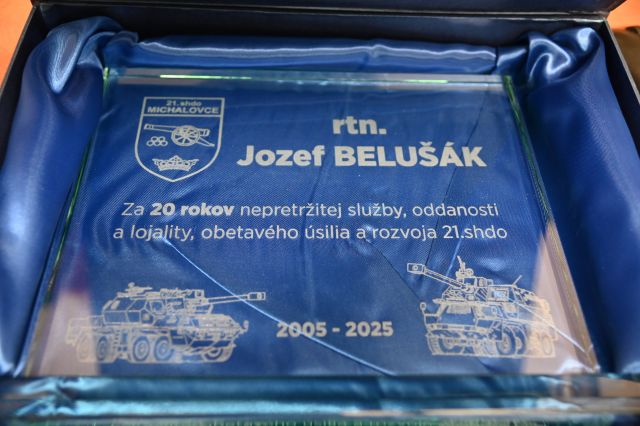 21.shdo
MICHALOVCE
rtn.
Jozef BELUŠÁK
Za 20 rokov nepretržitej služby, oddanosti
a lojality, obetavého úsilia a rozvoja 21.shdo
2005 - 2025